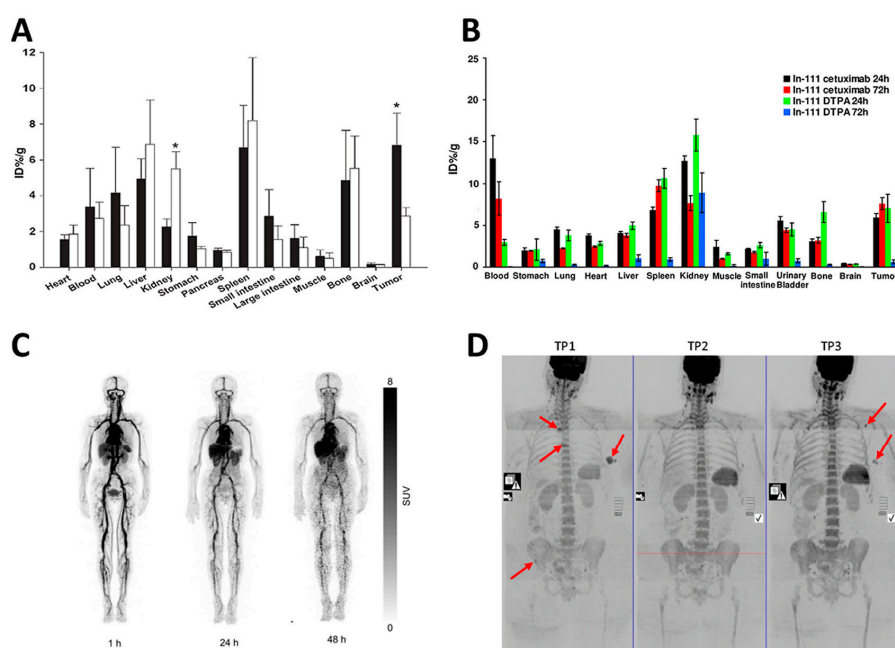 A
ID%/g
12
10
8
6
4
2
0
*
*
Heart
Blood
Lung
Liver
Kidney
Stomach
Pancreas
Spleen
Small intestine
Large intestine
Muscle
Bone
Brain
Tumor
B
ID%/g
25
20
15
10
5
0
In-111 cetuximab 24h
In-111 cetuximab 72h
In-111 DTPA 24h
In-111 DTPA 72h
Blood
Stomach
Lung
Heart
Liver
Spleen
Kidney
Muscle
Small
intestine
Urinary
Bladder
Bone
Brain
Tumor
C
8
SUV
0
1 h
24 h
48 h
D
TP1
TP2
TP3